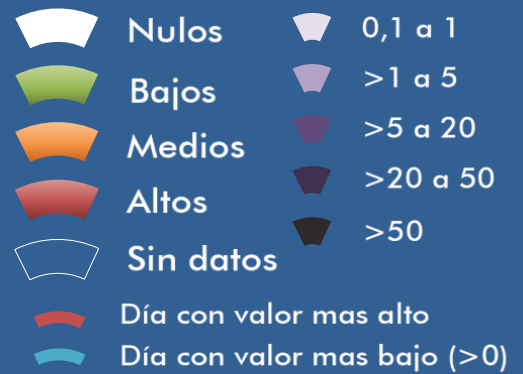 Nulos
Bajos
Medios
Altos
Sin datos
0,1 a 1
>1 a 5
>5 a 20
>20 a 50
>50
Día con valor mas alto
Día con valor mas bajo (>0)